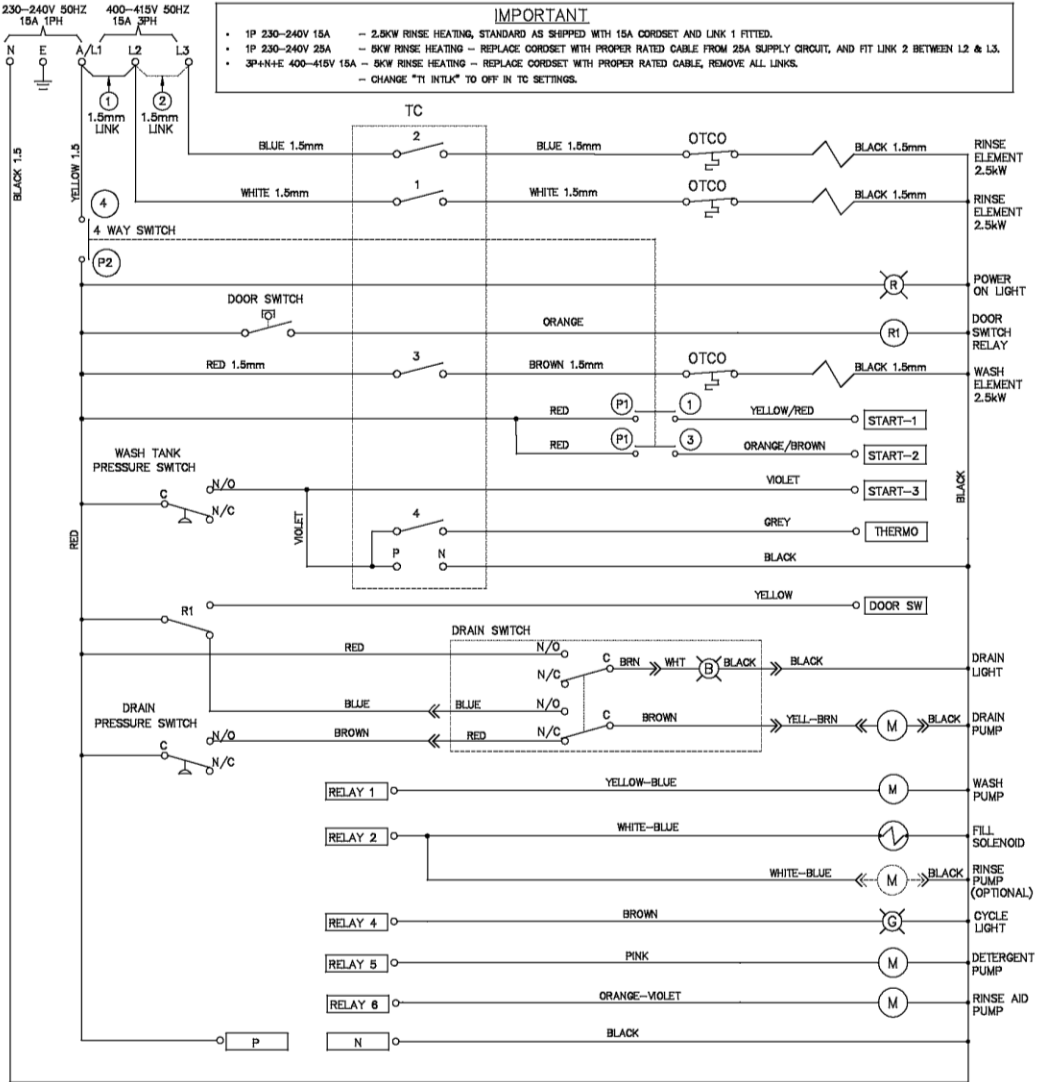 230-240V 50HZ
15A 1PH
400-415V 50HZ
15A 3PH
N E A/L1 L2 L3
IMPORTANT
• 1P 230-240V 15A - 2.5KW RINSE HEATING, STANDARD AS SHIPPED WITH 15A CORDSET AND LINK 1 FITTED.
• 1P 230-240V 25A - 5KW RINSE HEATING - REPLACE CORDSET WITH PROPER RATED CABLE FROM 25A SUPPLY CIRCUIT, AND FIT LINK 2 BETWEEN L2 & L3.
• 3P+N+E 400-415V 15A - 5KW RINSE HEATING - REPLACE CORDSET WITH PROPER RATED CABLE, REMOVE ALL LINKS.
- CHANGE "T1 INTLK" TO OFF IN TC SETTINGS.
1
1.5mm
LINK
2
1.5mm
LINK
TC
BLACK 1.5
YELLOW 1.5
BLUE 1.5mm 2 BLUE 1.5mm OTCO BLACK 1.5mm
RINSE
ELEMENT
2.5kW
WHITE 1.5mm 1 WHITE 1.5mm OTCO BLACK 1.5mm
RINSE
ELEMENT
2.5kW
4
4 WAY SWITCH
P2
R
POWER
ON LIGHT
DOOR SWITCH
ORANGE R1
DOOR
SWITCH
RELAY
RED 1.5mm 3 BROWN 1.5mm OTCO BLACK 1.5mm
WASH
ELEMENT
2.5kW
RED P1 1 YELLOW/RED START-1
RED P1 3 ORANGE/BROWN START-2
WASH TANK
PRESSURE SWITCH
C N/O N/C
VIOLET START-3
VIOLET
4 GREY THERMO
P N BLACK
RED
BLACK
R1 YELLOW DOOR SW
DRAIN SWITCH
RED N/O
N/C C BRN WHT B BLACK BLACK
DRAIN
LIGHT
BLUE BLUE N/O
C BROWN YELL-BRN M BLACK
DRAIN
PUMP
DRAIN
PRESSURE SWITCH
C N/O N/C
BROWN RED N/C
RELAY 1 YELLOW-BLUE M
WASH
PUMP
RELAY 2 WHITE-BLUE
FILL
SOLENOID
WHITE-BLUE M BLACK
RINSE
PUMP
(OPTIONAL)
RELAY 4 BROWN G
CYCLE
LIGHT
RELAY 5 PINK M
DETERGENT
PUMP
RELAY 6 ORANGE-VIOLET M
RINSE AID
PUMP
P N BLACK